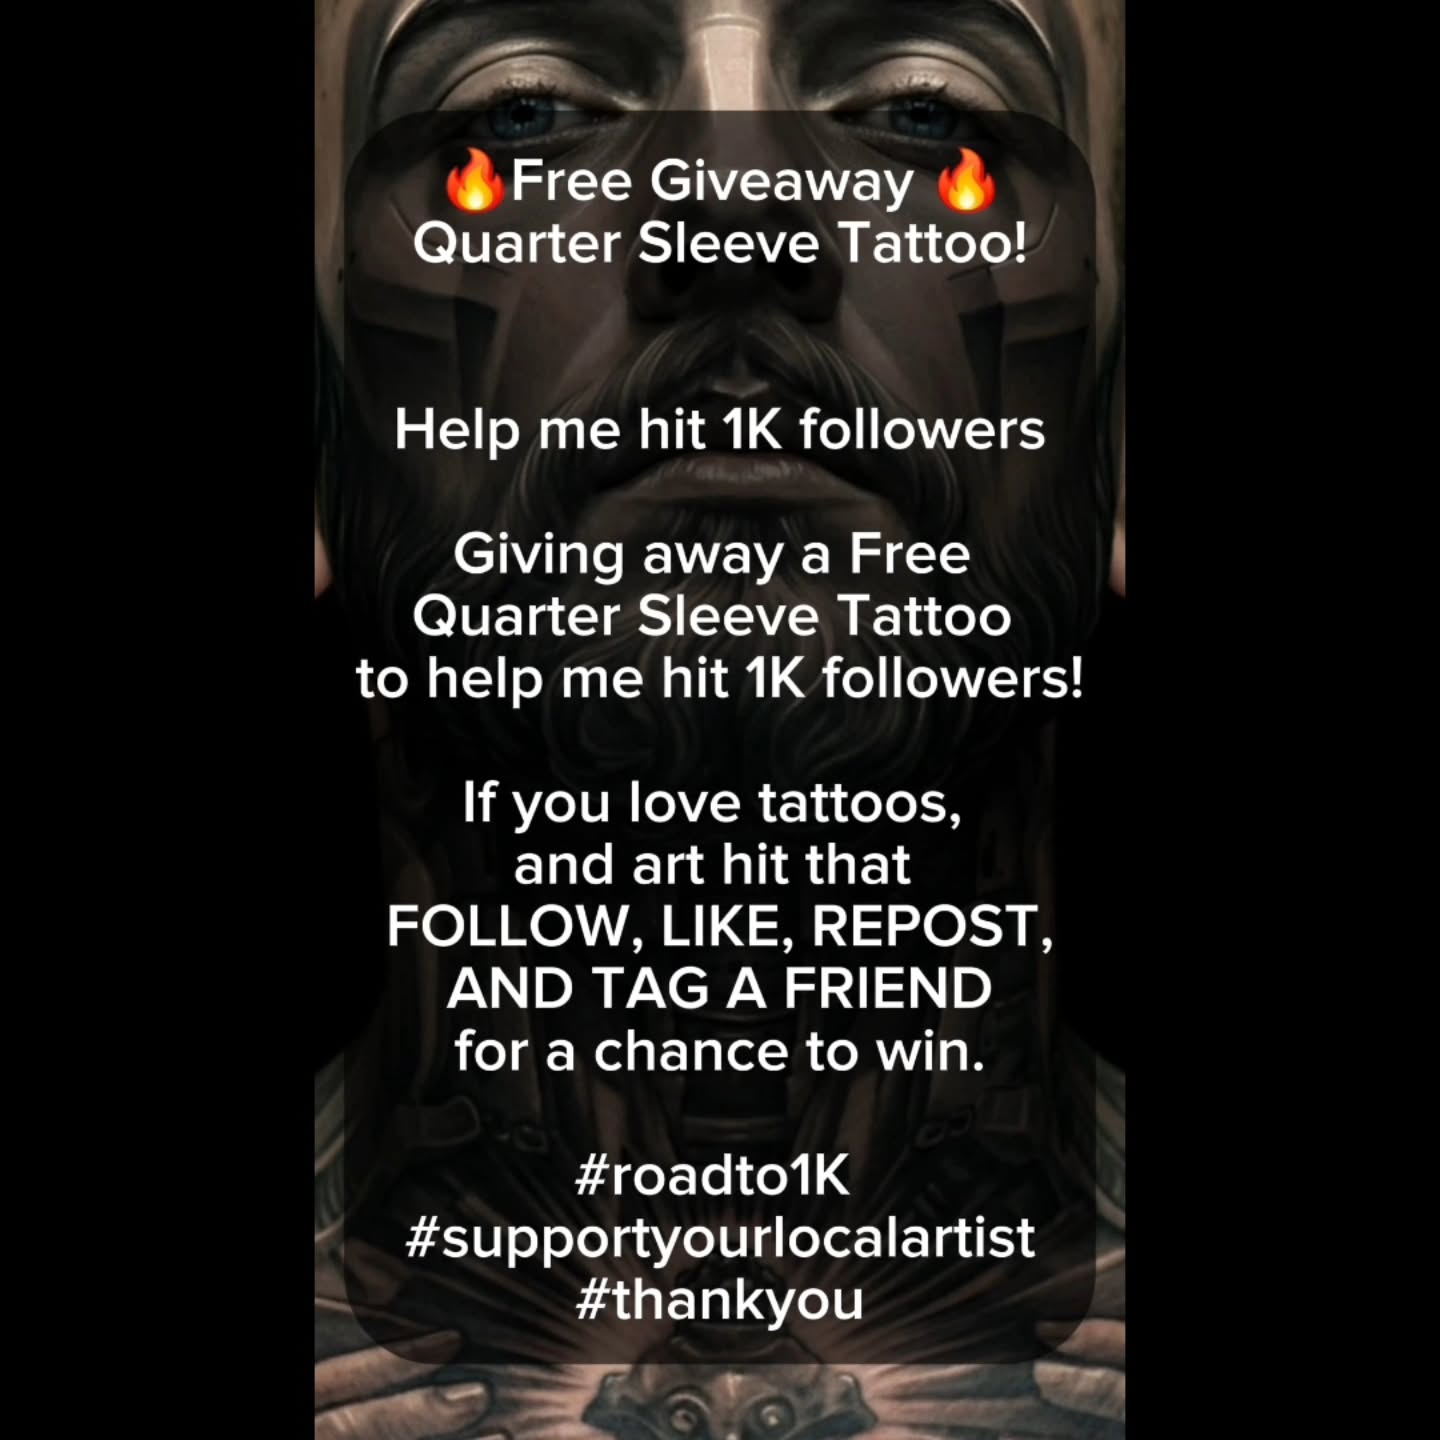 🔥Free Giveaway 🔥
Quarter Sleeve Tattoo!
Help me hit 1K followers
Giving away a Free
Quarter Sleeve Tattoo
to help me hit 1K followers!
If you love tattoos,
and art hit that
FOLLOW, LIKE, REPOST,
AND TAG A FRIEND
for a chance to win.
#roadto1K
#supportyourlocalartist
#thankyou